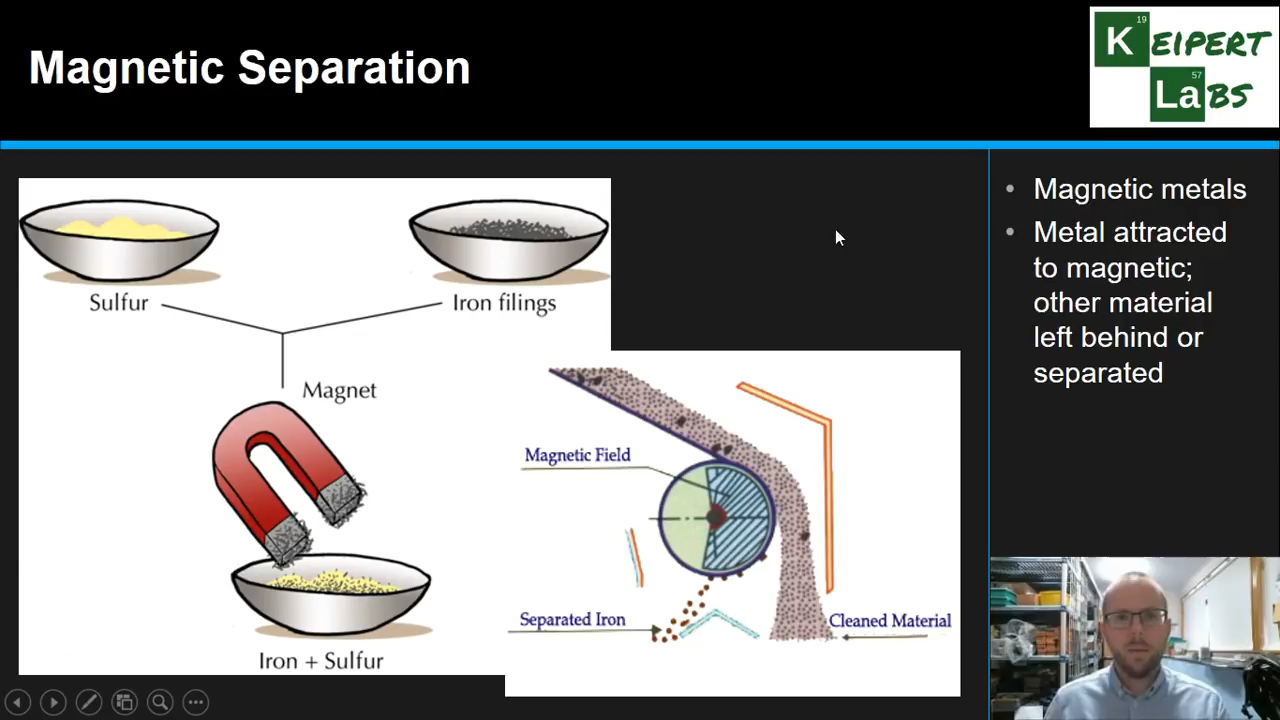 Magnetic Separation
19
K EIPERT
57
La BS
Sulfur
Iron filings
Magnet
Iron + Sulfur
Magnetic Field
Separated Iron
Cleaned Material
• Magnetic metals
• Metal attracted
to magnetic;
other material
left behind or
separated